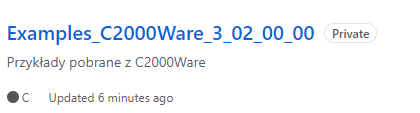 Examples_C2000Ware_3_02_00_00 Private
Przykłady pobrane z C2000Ware
C Updated 6 minutes ago